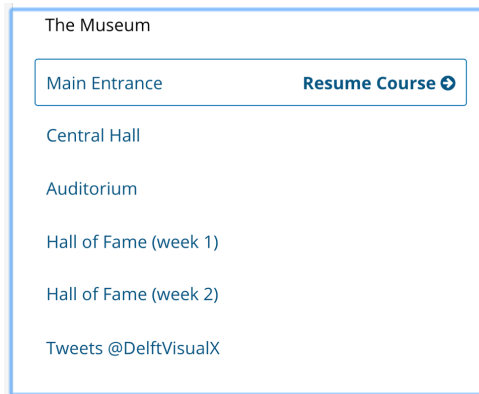 The Museum
Main Entrance Resume Course
Central Hall
Auditorium
Hall of Fame (week 1)
Hall of Fame (week 2)
Tweets @DelftVisualX